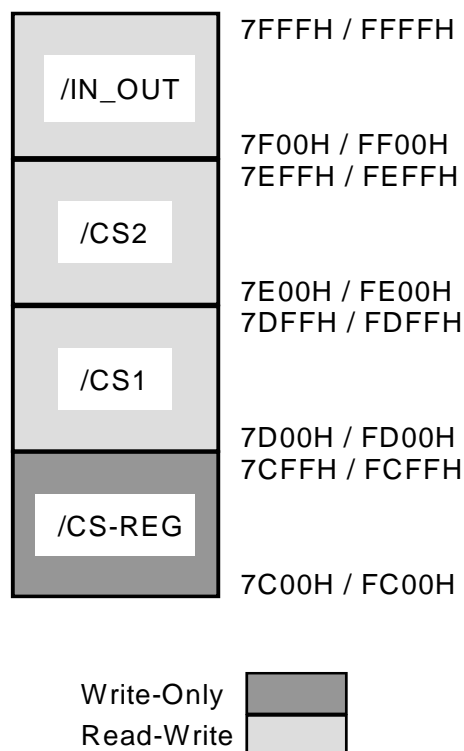 7FFFH / FFFFH
/IN_OUT
7F00H / FF00H
7EFFH / FEFFH
/CS2
7E00H / FE00H
7DFFH / FDFFH
/CS1
7D00H / FD00H
7CFFH / FCFFH
/CS-REG
7C00H / FC00H
Write-Only
Read-Write